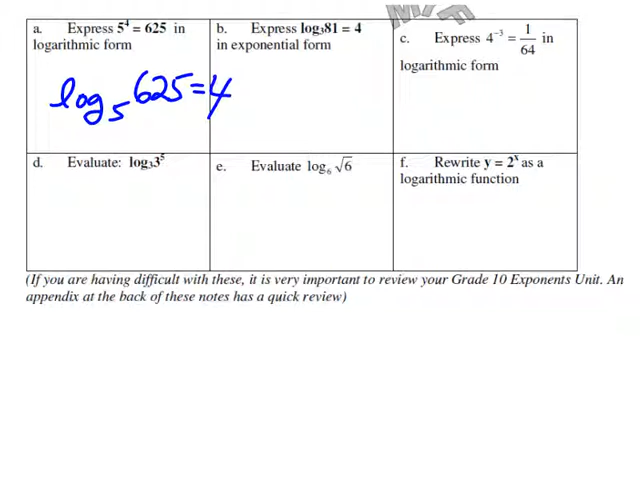 a. Express 5⁴ = 625 in
logarithmic form
log₅ 625 = 4
b. Express log₃81 = 4
in exponential form
c. Express 4⁻³ = 1/64 in
logarithmic form
d. Evaluate: log₃3⁵
e. Evaluate log₆ √6
f. Rewrite y = 2ˣ as a
logarithmic function
(If you are having difficult with these, it is very important to review your Grade 10 Exponents Unit. An
appendix at the back of these notes has a quick review)